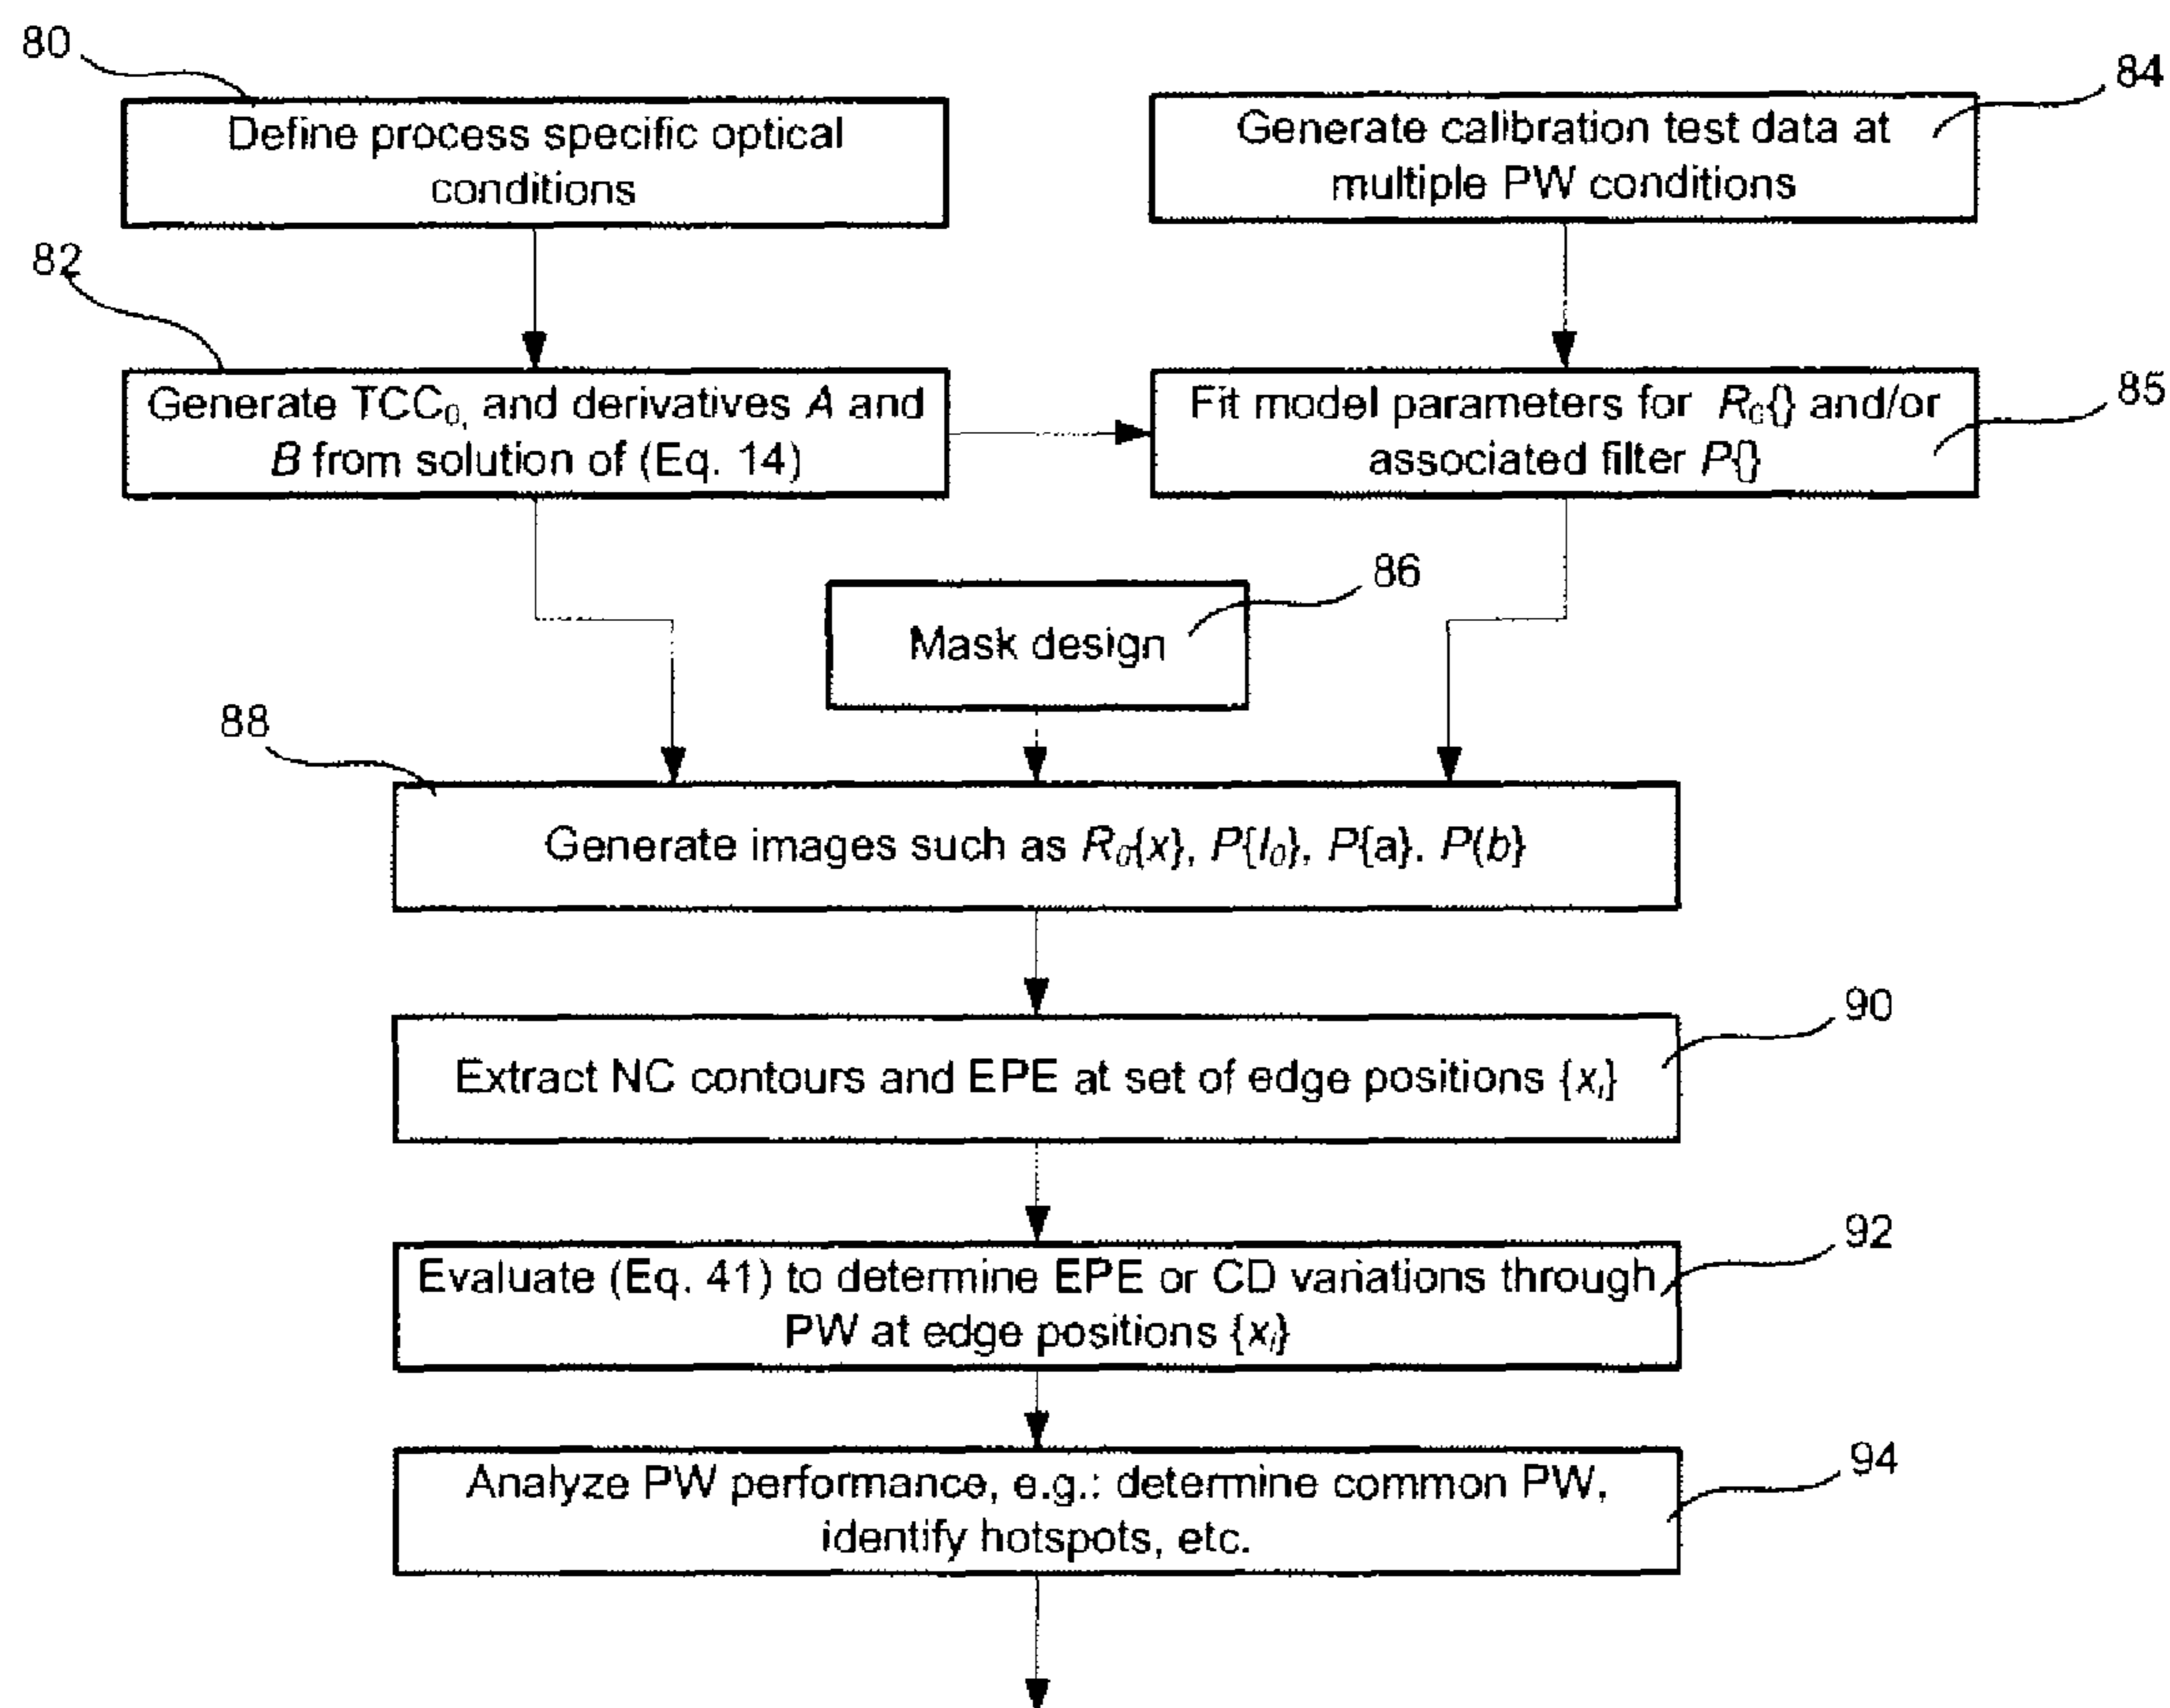 80
Define process specific optical
conditions
84
Generate calibration test data at
multiple PW conditions
82
Generate TCC₀, and derivatives A and
B from solution of (Eq. 14)
85
Fit model parameters for R₀{} and/or
associated filter P{}
86
Mask design
88
Generate images such as R₀{x}, P{I₀}, P{a}, P{b}
90
Extract NC contours and EPE at set of edge positions {xᵢ}
92
Evaluate (Eq. 41) to determine EPE or CD variations through
PW at edge positions {xᵢ}
94
Analyze PW performance, e.g.: determine common PW,
identify hotspots, etc.